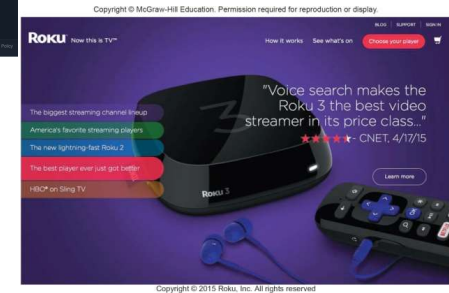 Copyright © McGraw-Hill Education. Permission required for reproduction or display.
BLOG SUPPORT SIGN IN
Policy
ROKU Now this is TV™ How it works See what's on Choose your player
"Voice search makes the
Roku 3 the best video
streamer in its price class..."
- CNET, 4/17/15
The biggest streaming channel lineup
America's favorite streaming players
The new lightning-fast Roku 2
The best player ever just got better
HBO® on Sling TV
Learn more
3
ROKU 3
Copyright © 2015 Roku, Inc. All rights reserved